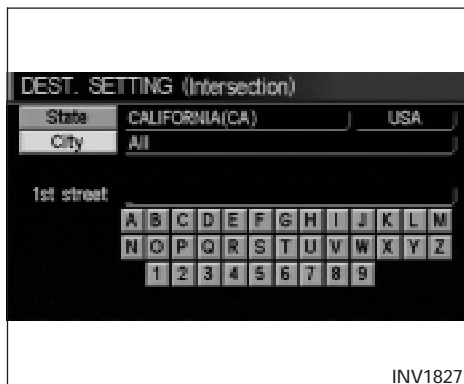 DEST. SETTING (Intersection)
State CALIFORNIA(CA) USA
City All
1st street
A B C D E F G H I J K L M
N O P Q R S T U V W X Y Z
1 2 3 4 5 6 7 8 9
INV1827